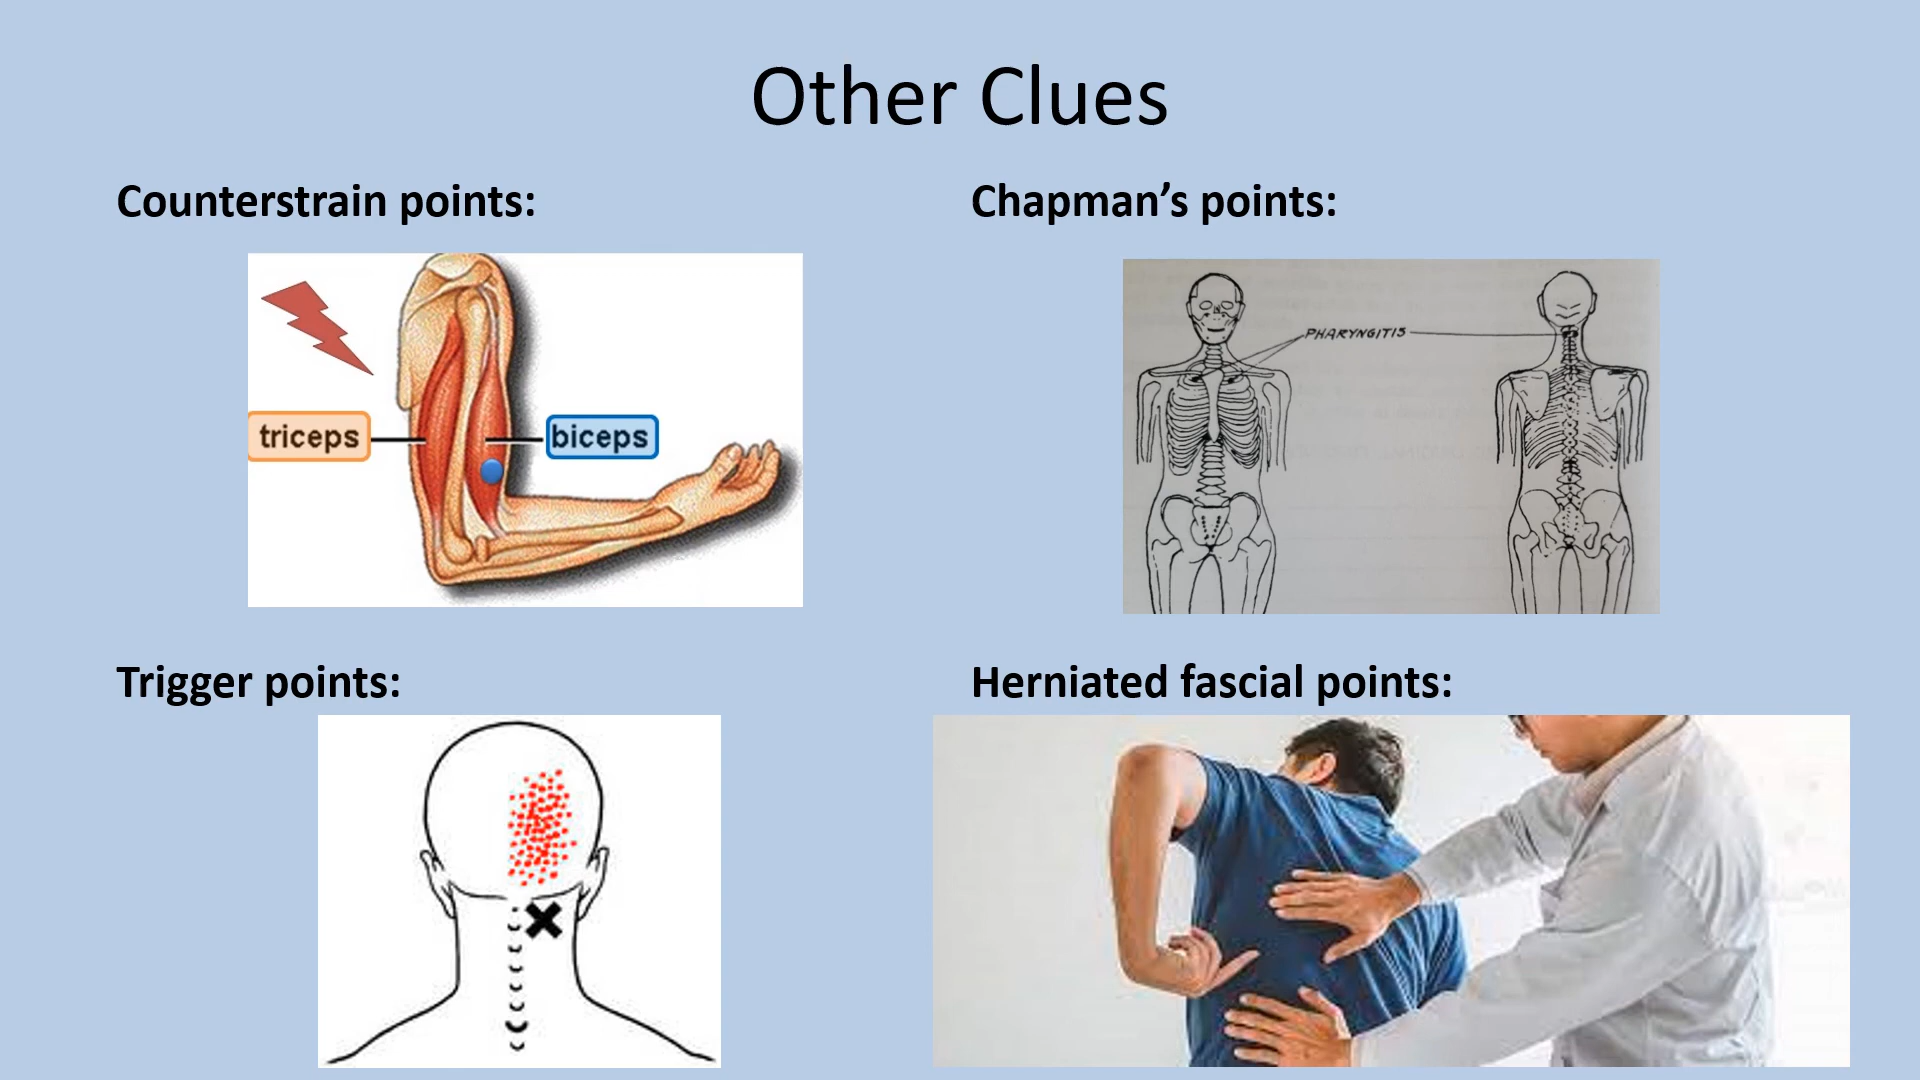 Other Clues
Counterstrain points:
Chapman’s points:
triceps
biceps
PHARYNGITIS
Trigger points:
Herniated fascial points: